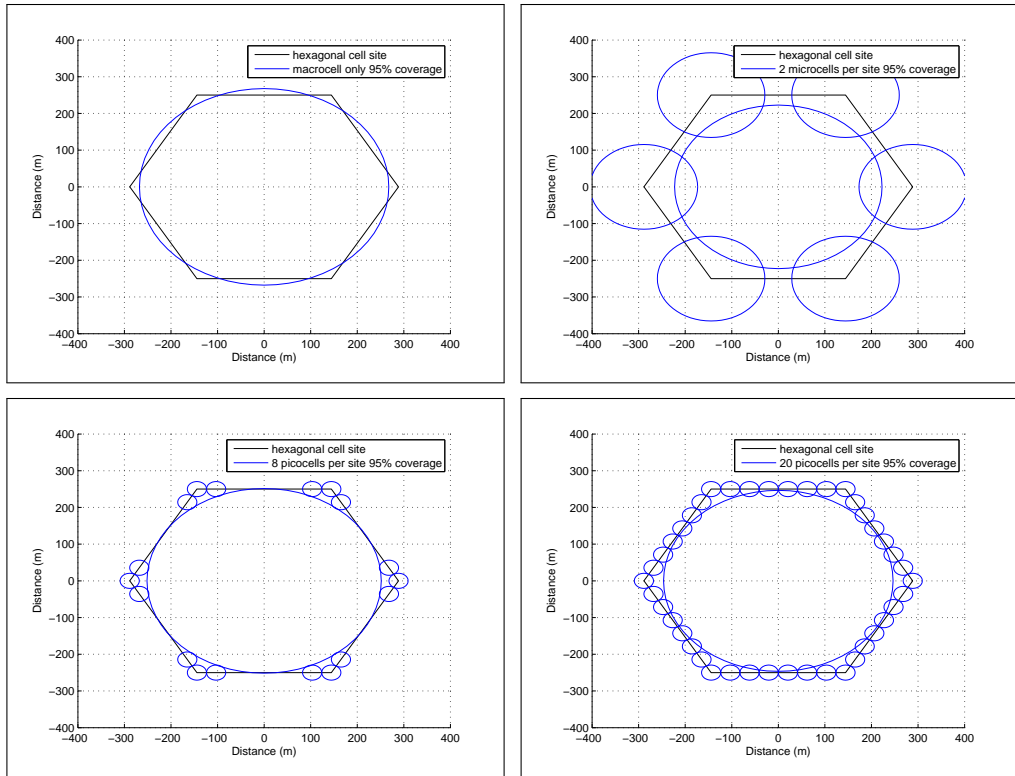 400
300
200
100
0
−100
−200
−300
−400
−400 −300 −200 −100 0 100 200 300 400
Distance (m)
Distance (m)
hexagonal cell site
macrocell only 95% coverage
400
300
200
100
0
−100
−200
−300
−400
−400 −300 −200 −100 0 100 200 300 400
Distance (m)
Distance (m)
hexagonal cell site
2 microcells per site 95% coverage
400
300
200
100
0
−100
−200
−300
−400
−400 −300 −200 −100 0 100 200 300 400
Distance (m)
Distance (m)
hexagonal cell site
8 picocells per site 95% coverage
400
300
200
100
0
−100
−200
−300
−400
−400 −300 −200 −100 0 100 200 300 400
Distance (m)
Distance (m)
hexagonal cell site
20 picocells per site 95% coverage